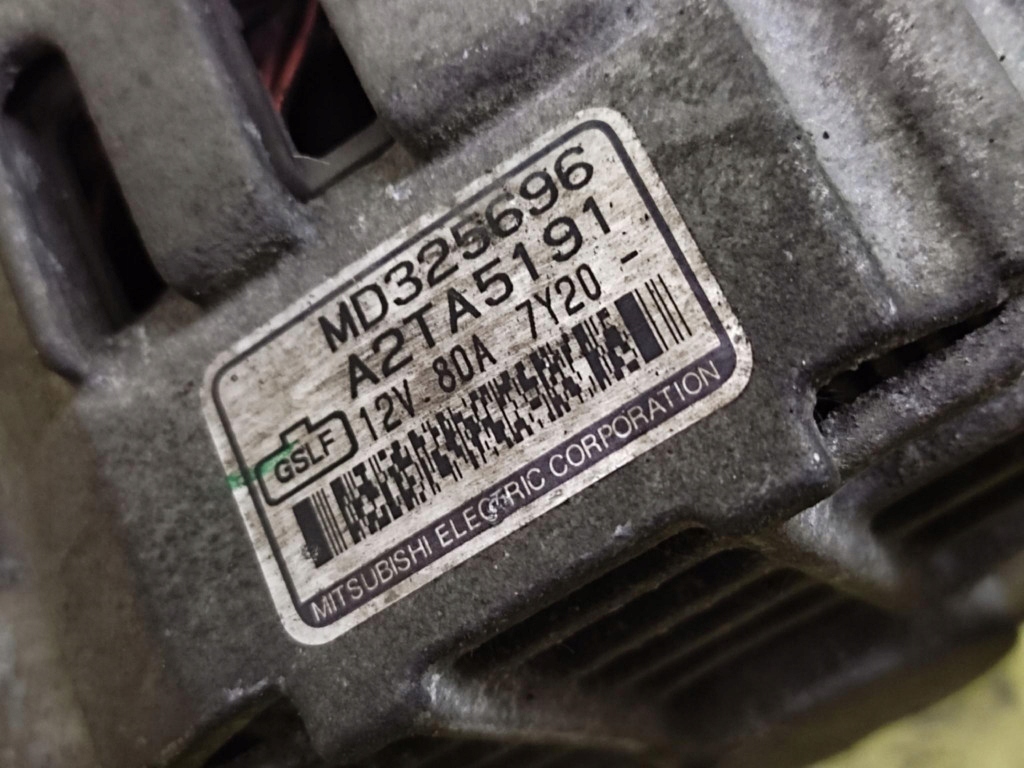 MD325696
A2TA5191
12V 80A 7Y20 -
GSLF
MITSUBISHI ELECTRIC CORPORATION